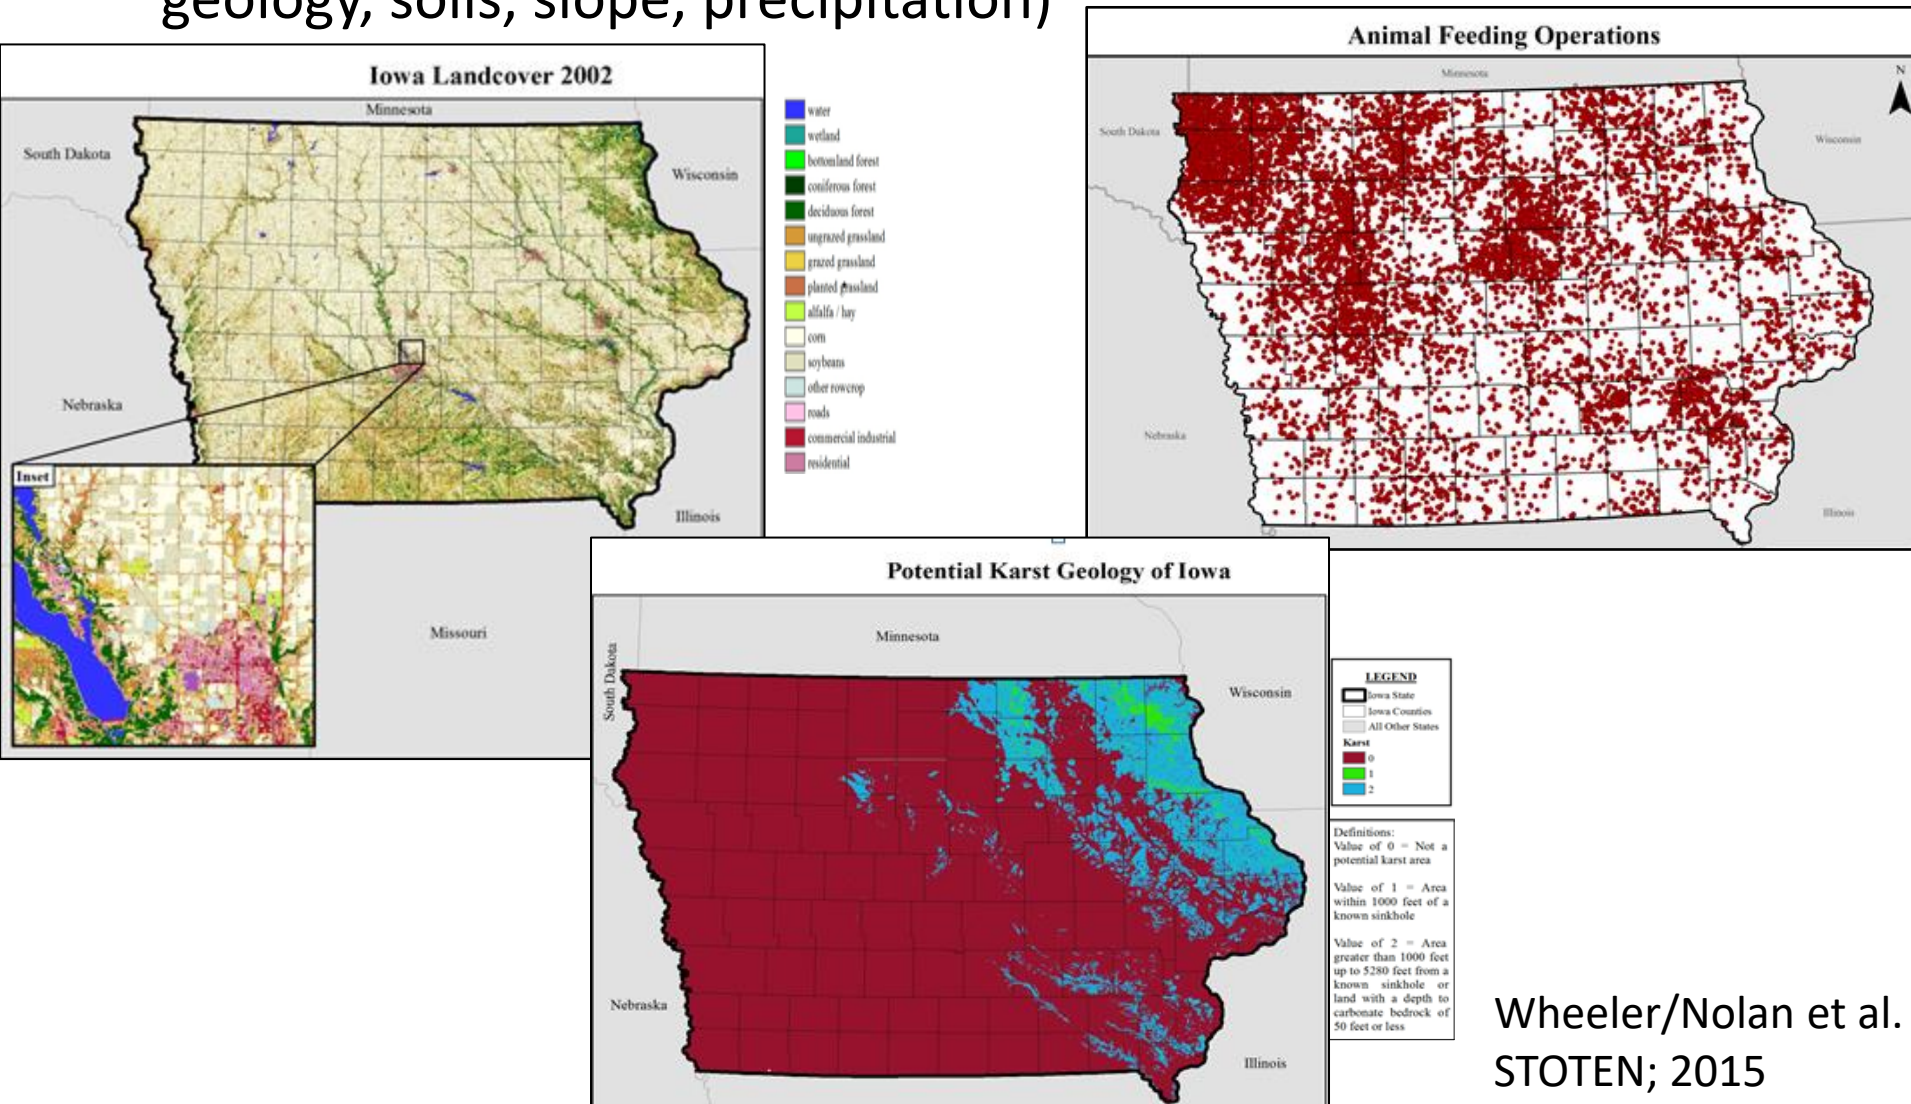 geology, soils, slope, precipitation)
Iowa Landcover 2002
Minnesota
South Dakota
Wisconsin
Nebraska
Illinois
Missouri
Inset
water
wetland
bottomland forest
coniferous forest
deciduous forest
ungrazed grassland
grazed grassland
planted grassland
alfalfa / hay
corn
soybeans
other rowcrop
roads
commercial industrial
residential
Animal Feeding Operations
N
Minnesota
South Dakota
Wisconsin
Nebraska
Illinois
Potential Karst Geology of Iowa
Minnesota
South Dakota
Wisconsin
Nebraska
Illinois
LEGEND
Iowa State
Iowa Counties
All Other States
Karst
0
1
2
Definitions:
Value of 0 = Not a
potential karst area
Value of 1 = Area
within 1000 feet of a
known sinkhole
Value of 2 = Area
greater than 1000 feet
up to 5280 feet from a
known sinkhole or
land with a depth to
carbonate bedrock of
50 feet or less
Wheeler/Nolan et al.
STOTEN; 2015